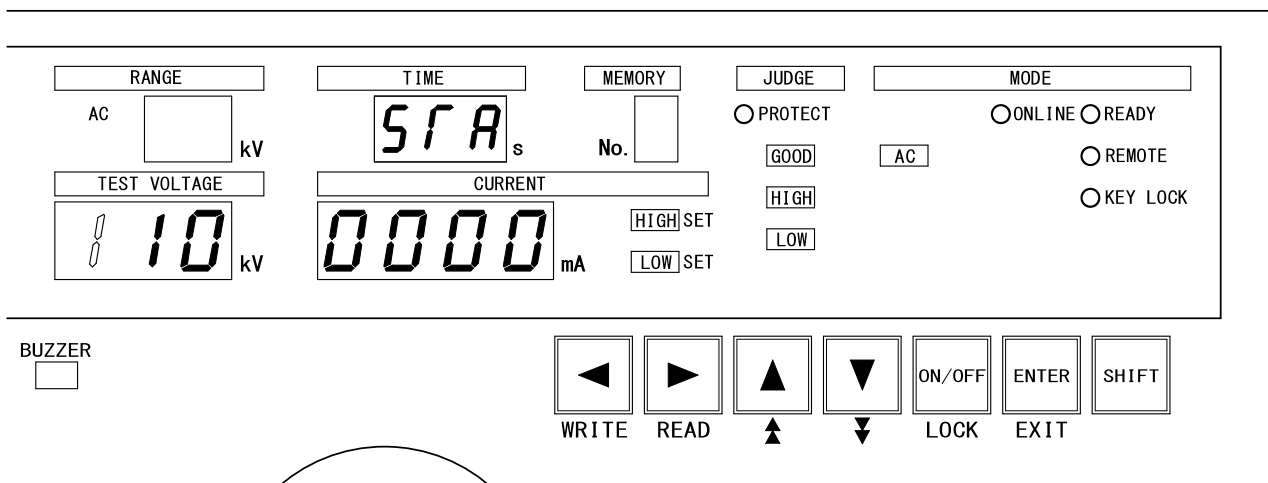 RANGE TIME MEMORY JUDGE MODE
AC kV STA s No. PROTECT ONLINE READY
GOOD AC REMOTE
TEST VOLTAGE CURRENT
HIGH KEY LOCK
10 kV 0000 mA HIGH SET
LOW
LOW SET
BUZZER
ON/OFF ENTER SHIFT
WRITE READ LOCK EXIT